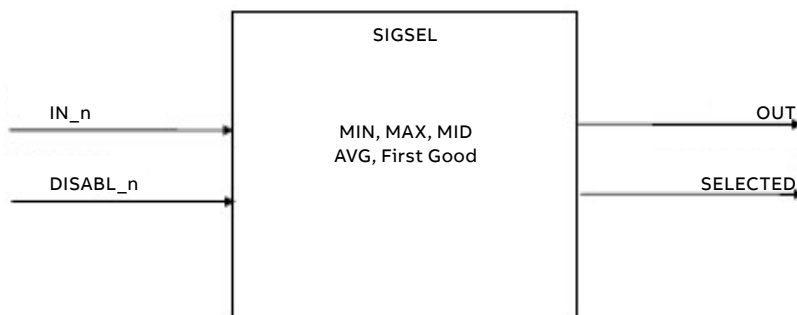 SIGSEL
IN_n
MIN, MAX, MID
AVG, First Good
OUT
DISABL_n
SELECTED